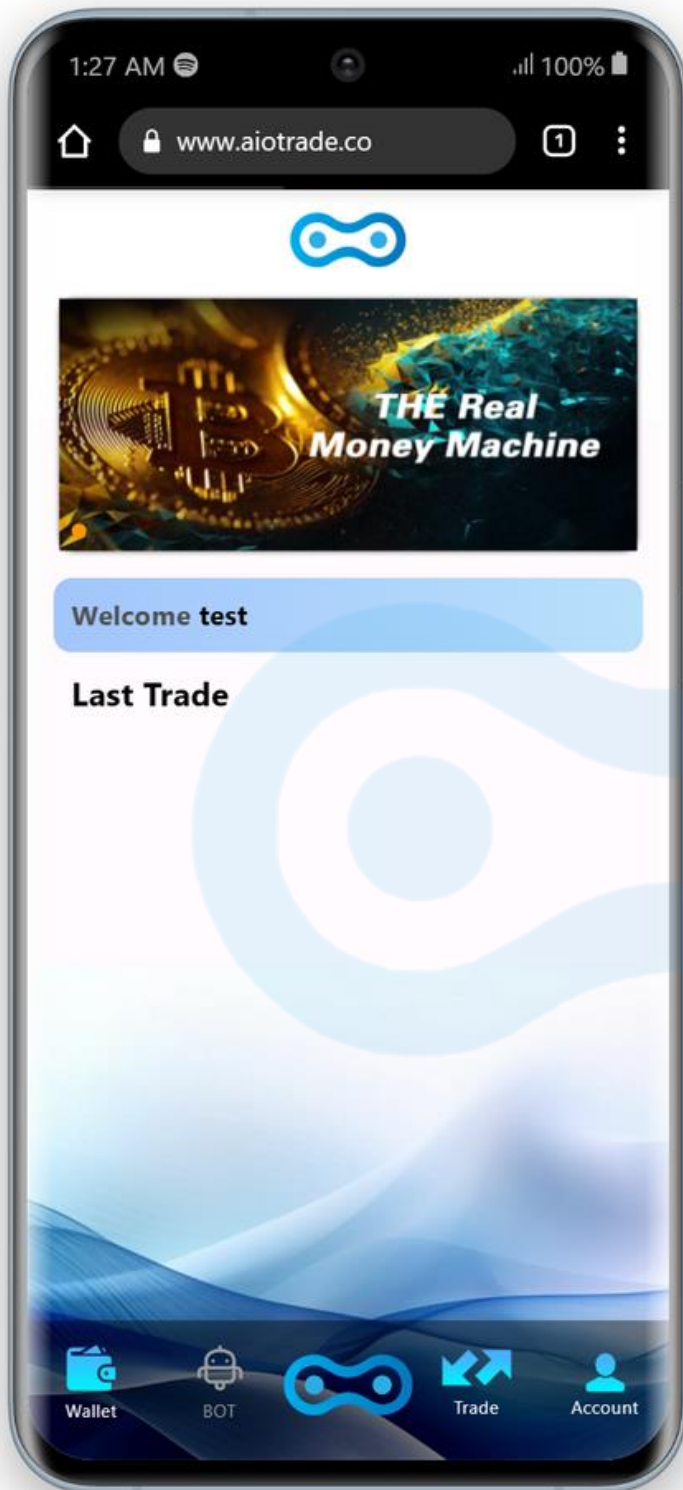 1:27 AM
100%
www.aiotrade.co
1
THE Real
Money Machine
Welcome test
Last Trade
Wallet
BOT
Trade
Account